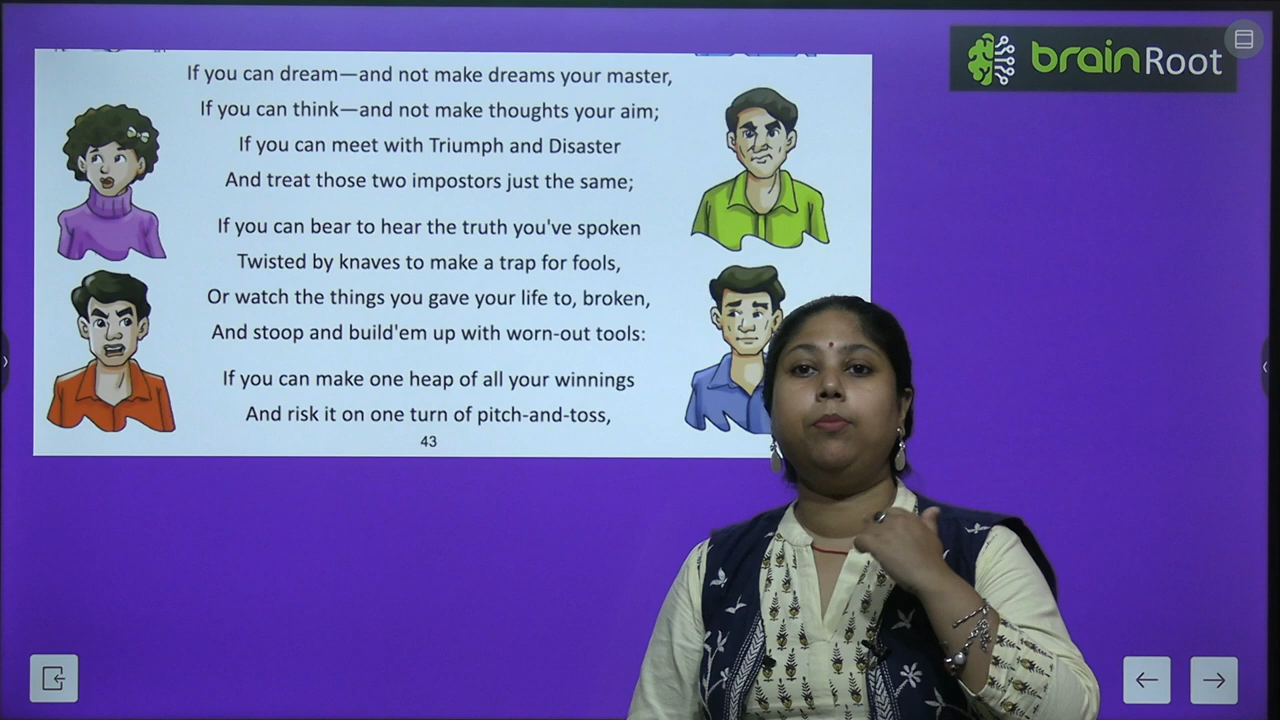 brainRoot
If you can dream—and not make dreams your master,
If you can think—and not make thoughts your aim;
If you can meet with Triumph and Disaster
And treat those two impostors just the same;
If you can bear to hear the truth you've spoken
Twisted by knaves to make a trap for fools,
Or watch the things you gave your life to, broken,
And stoop and build'em up with worn-out tools:
If you can make one heap of all your winnings
And risk it on one turn of pitch-and-toss,
43